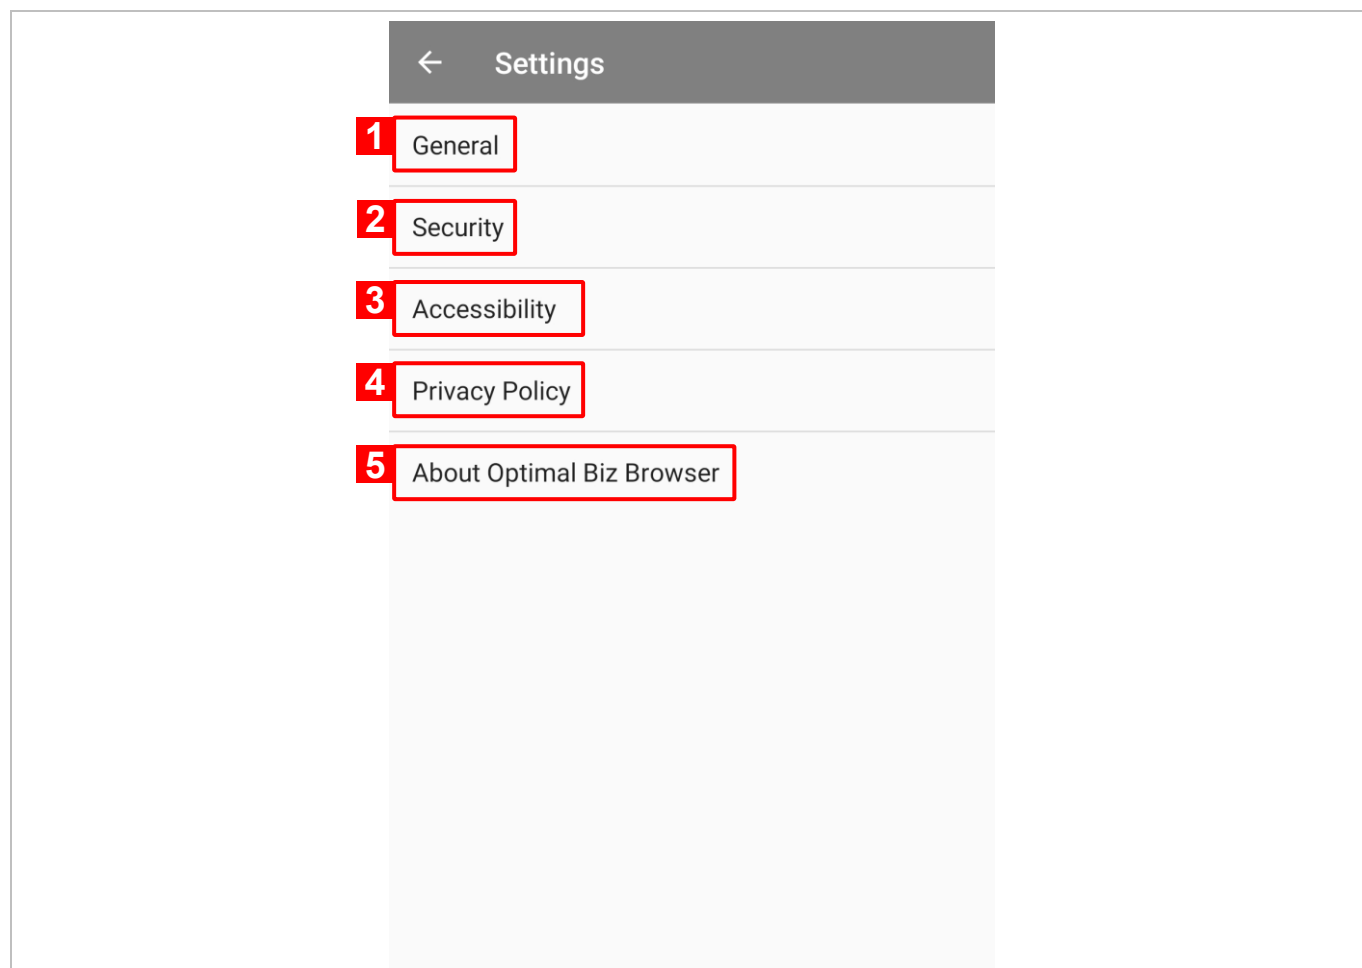 Settings
1 General
2 Security
3 Accessibility
4 Privacy Policy
5 About Optimal Biz Browser